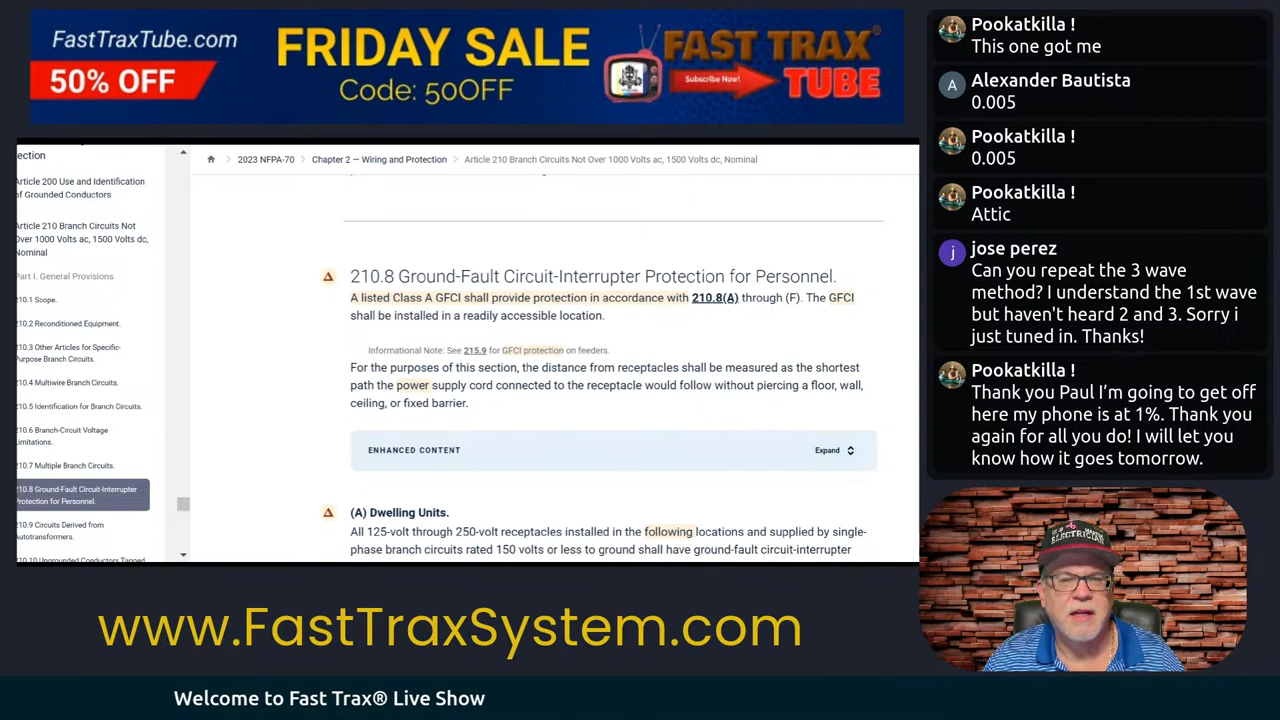 FastTraxTube.com
50% OFF
FRIDAY SALE
Code: 50OFF
FAST TRAX®
Subscribe Now!
TUBE
ection
Article 200 Use and Identification
of Grounded Conductors
Article 210 Branch Circuits Not
Over 1000 Volts ac, 1500 Volts dc,
Nominal
Part I. General Provisions
210.1 Scope.
210.2 Reconditioned Equipment.
210.3 Other Articles for Specific-
Purpose Branch Circuits.
210.4 Multiwire Branch Circuits.
210.5 Identification for Branch Circuits.
210.6 Branch-Circuit Voltage
Limitations.
210.7 Multiple Branch Circuits.
210.8 Ground-Fault Circuit-Interrupter
Protection for Personnel.
210.9 Circuits Derived from
Autotransformers.
210.10 Ungrounded Conductors Tapped
2023 NFPA-70 > Chapter 2 — Wiring and Protection > Article 210 Branch Circuits Not Over 1000 Volts ac, 1500 Volts dc, Nominal
210.8 Ground-Fault Circuit-Interrupter Protection for Personnel.
A listed Class A GFCI shall provide protection in accordance with 210.8(A) through (F). The GFCI
shall be installed in a readily accessible location.
Informational Note: See 215.9 for GFCI protection on feeders.
For the purposes of this section, the distance from receptacles shall be measured as the shortest
path the power supply cord connected to the receptacle would follow without piercing a floor, wall,
ceiling, or fixed barrier.
ENHANCED CONTENT
Expand
(A) Dwelling Units.
All 125-volt through 250-volt receptacles installed in the following locations and supplied by single-
phase branch circuits rated 150 volts or less to ground shall have ground-fault circuit-interrupter
Pookatkilla !
This one got me
A
Alexander Bautista
0.005
Pookatkilla !
0.005
Pookatkilla !
Attic
j
jose perez
Can you repeat the 3 wave
method? I understand the 1st wave
but haven't heard 2 and 3. Sorry i
just tuned in. Thanks!
Pookatkilla !
Thank you Paul I’m going to get off
here my phone is at 1%. Thank you
again for all you do! I will let you
know how it goes tomorrow.
ELECTRICIAN
www.FastTraxSystem.com
Welcome to Fast Trax® Live Show